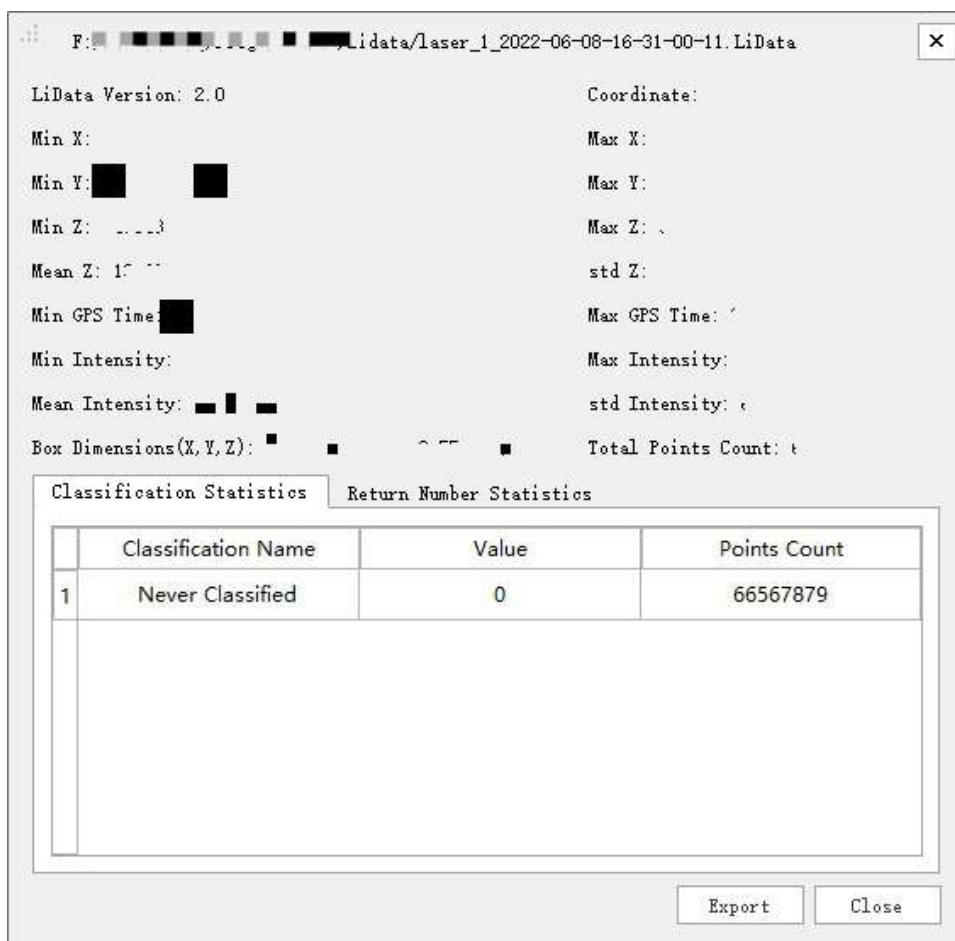 F: Lidata/laser_1_2022-06-08-16-31-00-11.LiData
LiData Version: 2.0 Coordinate:
Min X: Max X:
Min Y: Max Y:
Min Z: Max Z:
Mean Z: std Z:
Min GPS Time: Max GPS Time:
Min Intensity: Max Intensity:
Mean Intensity: std Intensity:
Box Dimensions(X,Y,Z): Total Points Count:
Classification Statistics Return Number Statistics
Classification Name Value Points Count
1 Never Classified 0 66567879
Export Close